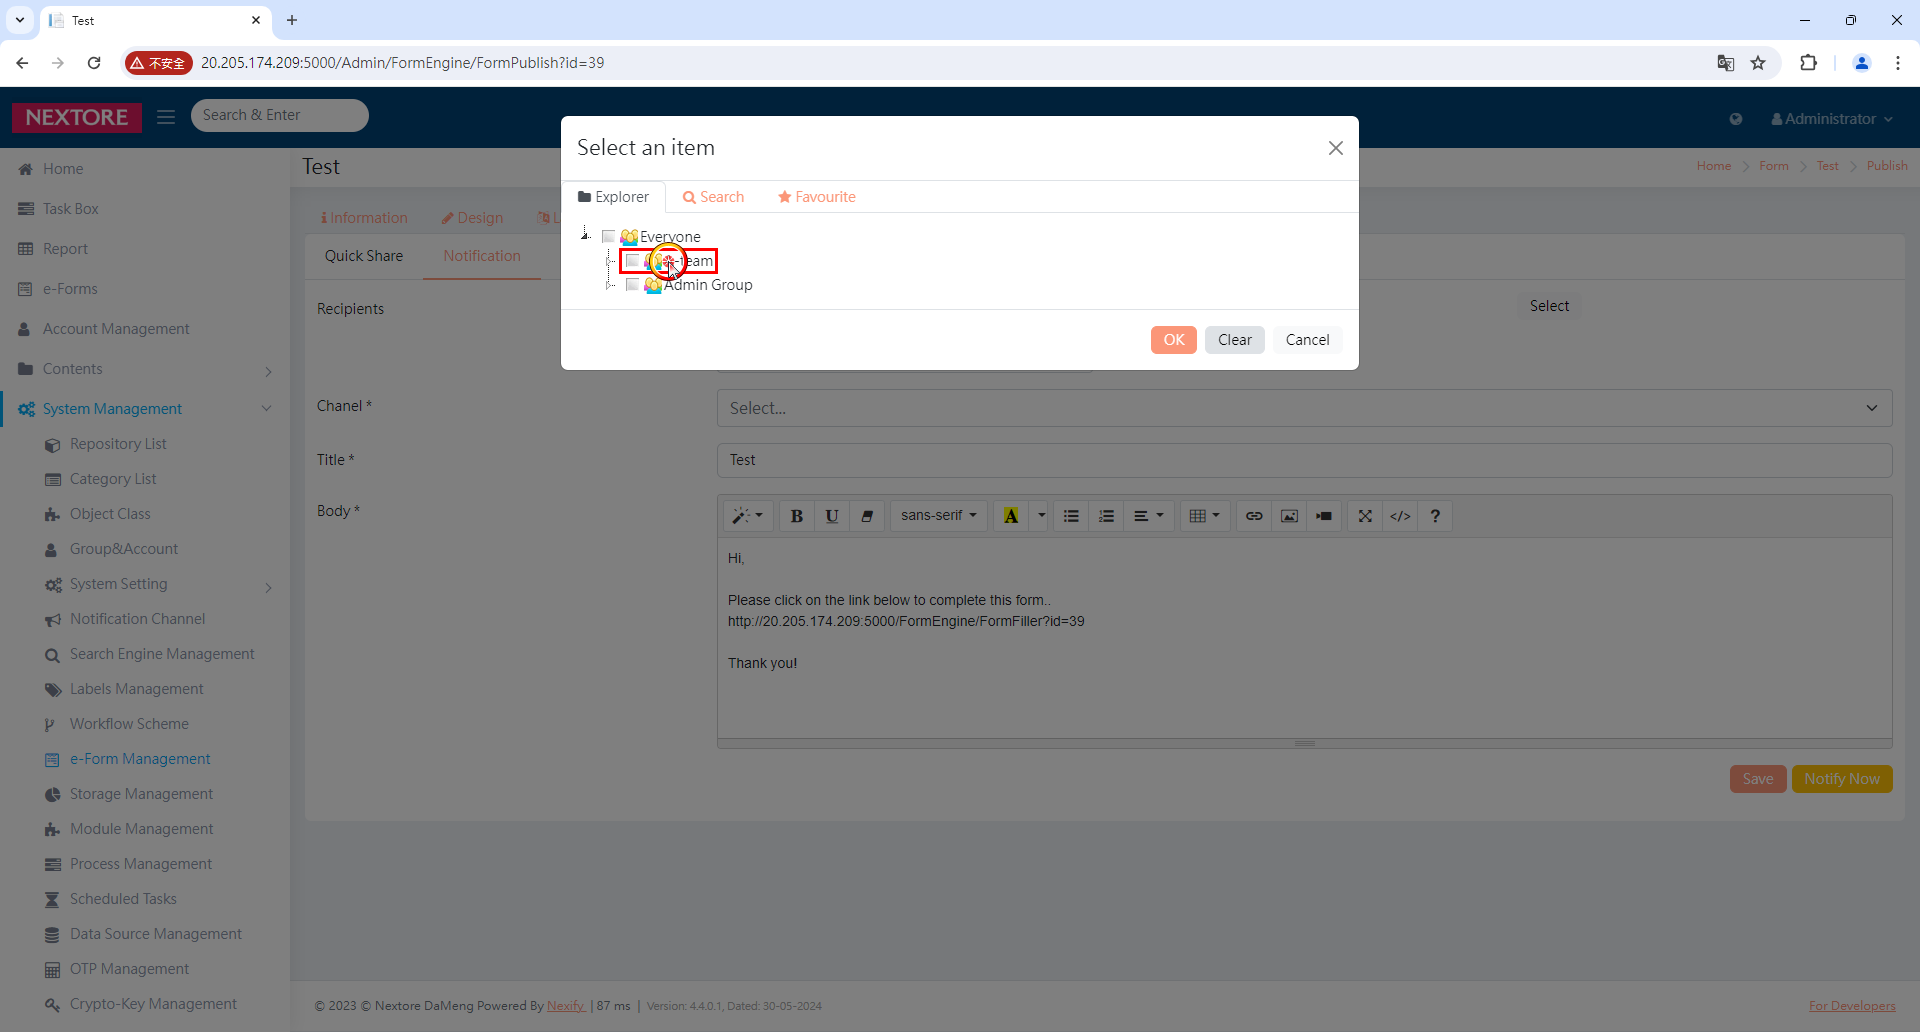 Test
不安全
20.205.174.209:5000/Admin/FormEngine/FormPublish?id=39
NEXTORE
Search & Enter
Administrator
Select an item
Explorer
Search
Favourite
Everyone
Admin Group
OK
Clear
Cancel
Home
Task Box
Report
e-Forms
Account Management
Contents
System Management
Repository List
Category List
Object Class
Group&Account
System Setting
Notification Channel
Search Engine Management
Labels Management
Workflow Scheme
e-Form Management
Storage Management
Module Management
Process Management
Scheduled Tasks
Data Source Management
OTP Management
Crypto-Key Management
Test
Home > Form > Test > Publish
Information
Design
Quick Share
Notification
Recipients
Select
Chanel *
Select...
Title *
Test
Body *
B U sans-serif A </> ?
Hi,
Please click on the link below to complete this form..
http://20.205.174.209:5000/FormEngine/FormFiller?id=39
Thank you!
Save
Notify Now
© 2023 © Nextore DaMeng Powered By Nexify | 87 ms | Version: 4.4.0.1, Dated: 30-05-2024
For Developers